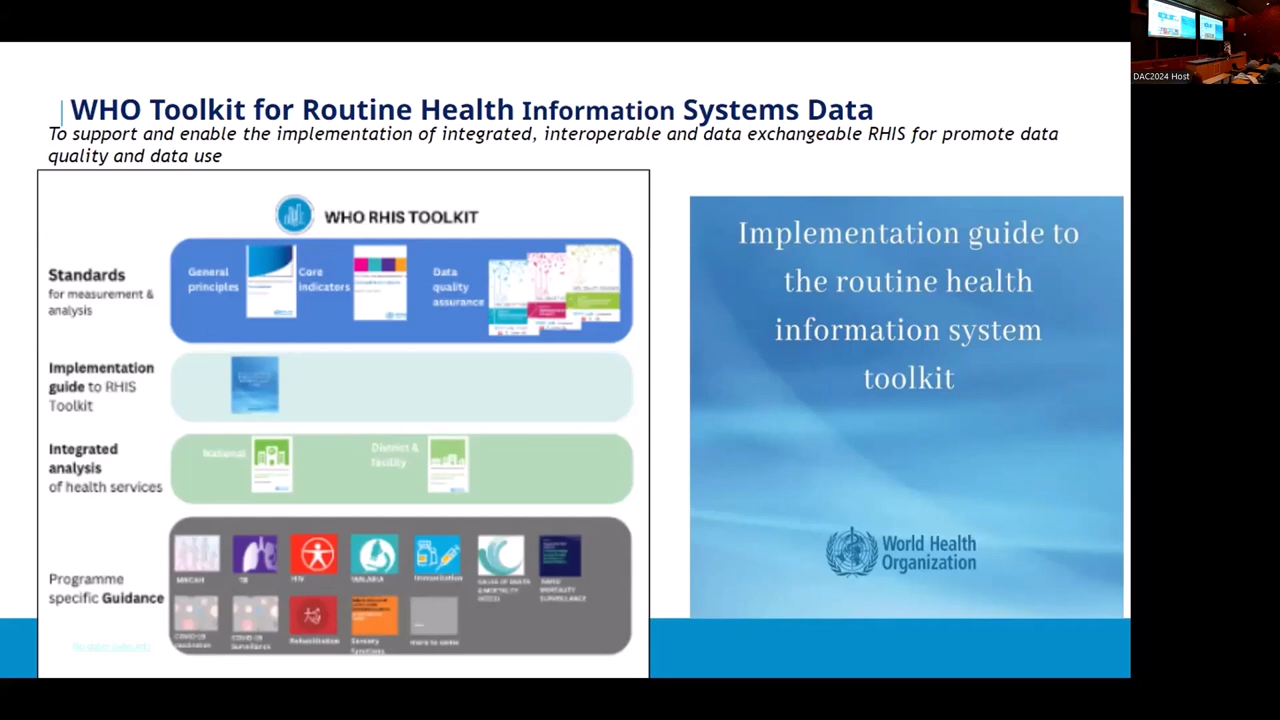 DAC2024 Host
WHO Toolkit for Routine Health Information Systems Data
To support and enable the implementation of integrated, interoperable and data exchangeable RHIS for promote data
quality and data use
WHO RHIS TOOLKIT
Standards
for measurement &
analysis
General
principles
Core
indicators
Data
quality
assurance
Implementation
guide to RHIS
Toolkit
Integrated
analysis
of health services
National
District &
facility
Programme
specific Guidance
MNCAH
TB
HIV
MALARIA
Immunization
CAUSE OF DEATH
& MORTALITY
RAPID
MORTALITY
SURVEILLANCE
COVID-19
Vaccination
COVID-19
Surveillance
Rehabilitation
Sensory
functions
more to come
Implementation guide to
the routine health
information system
toolkit
World Health
Organization